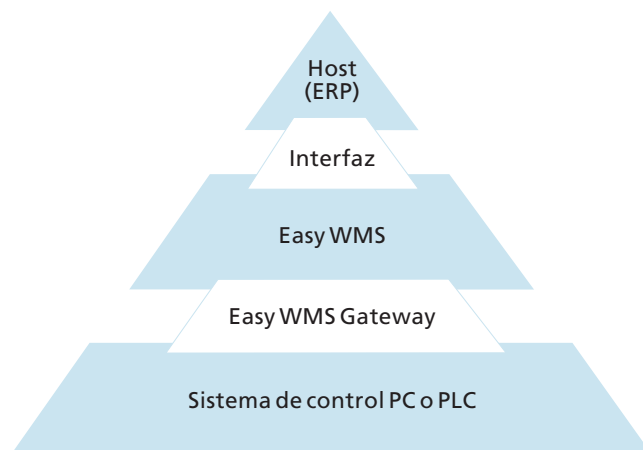 Host
(ERP)
Interfaz
Easy WMS
Easy WMS Gateway
Sistema de control PC o PLC